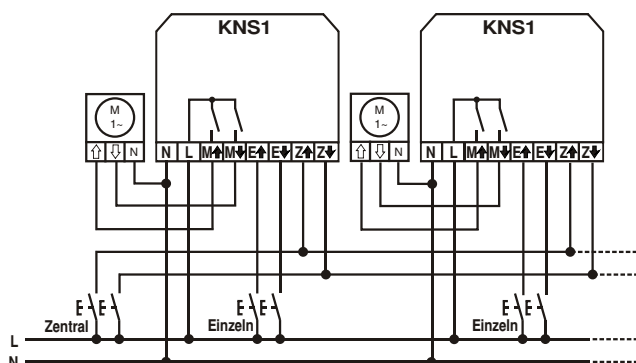 KNS1 KNS1
M 1~ M 1~
⇧ ⇩ N N L M⬆ M⬇ E⬆ E⬇ Z⬆ Z⬇ ⇧ ⇩ N N L M⬆ M⬇ E⬆ E⬇ Z⬆ Z⬇
Zentral Einzeln Einzeln
L
N